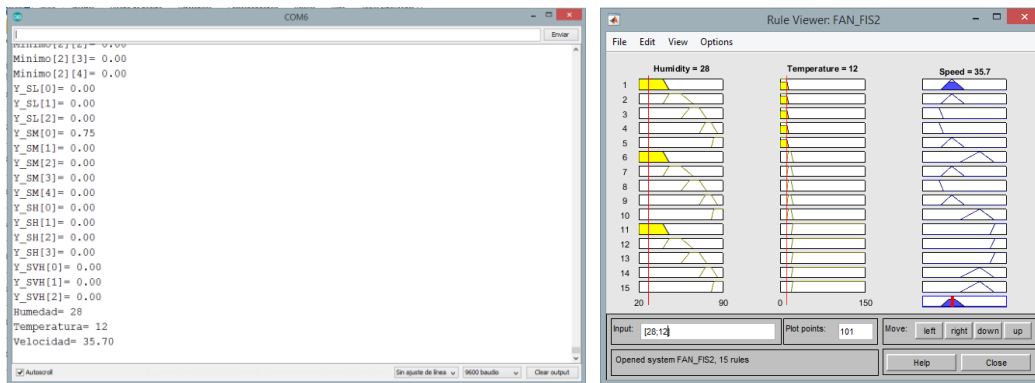 COM6
Enviar
Minimo[2][2]= 0.00
Minimo[2][3]= 0.00
Minimo[2][4]= 0.00
Y_SL[0]= 0.00
Y_SL[1]= 0.00
Y_SL[2]= 0.00
Y_SM[0]= 0.75
Y_SM[1]= 0.00
Y_SM[2]= 0.00
Y_SM[3]= 0.00
Y_SM[4]= 0.00
Y_SH[0]= 0.00
Y_SH[1]= 0.00
Y_SH[2]= 0.00
Y_SH[3]= 0.00
Y_SVH[0]= 0.00
Y_SVH[1]= 0.00
Y_SVH[2]= 0.00
Humedad= 28
Temperatura= 12
Velocidad= 35.70
Autoscroll Sin ajuste de línea 9600 baudio Clear output
Rule Viewer: FAN_FIS2
File Edit View Options
Humidity = 28 Temperature = 12 Speed = 35.7
1
2
3
4
5
6
7
8
9
10
11
12
13
14
15
20 90 0 150
Input: [28;12] Plot points: 101 Move: left right down up
Opened system FAN_FIS2, 15 rules Help Close